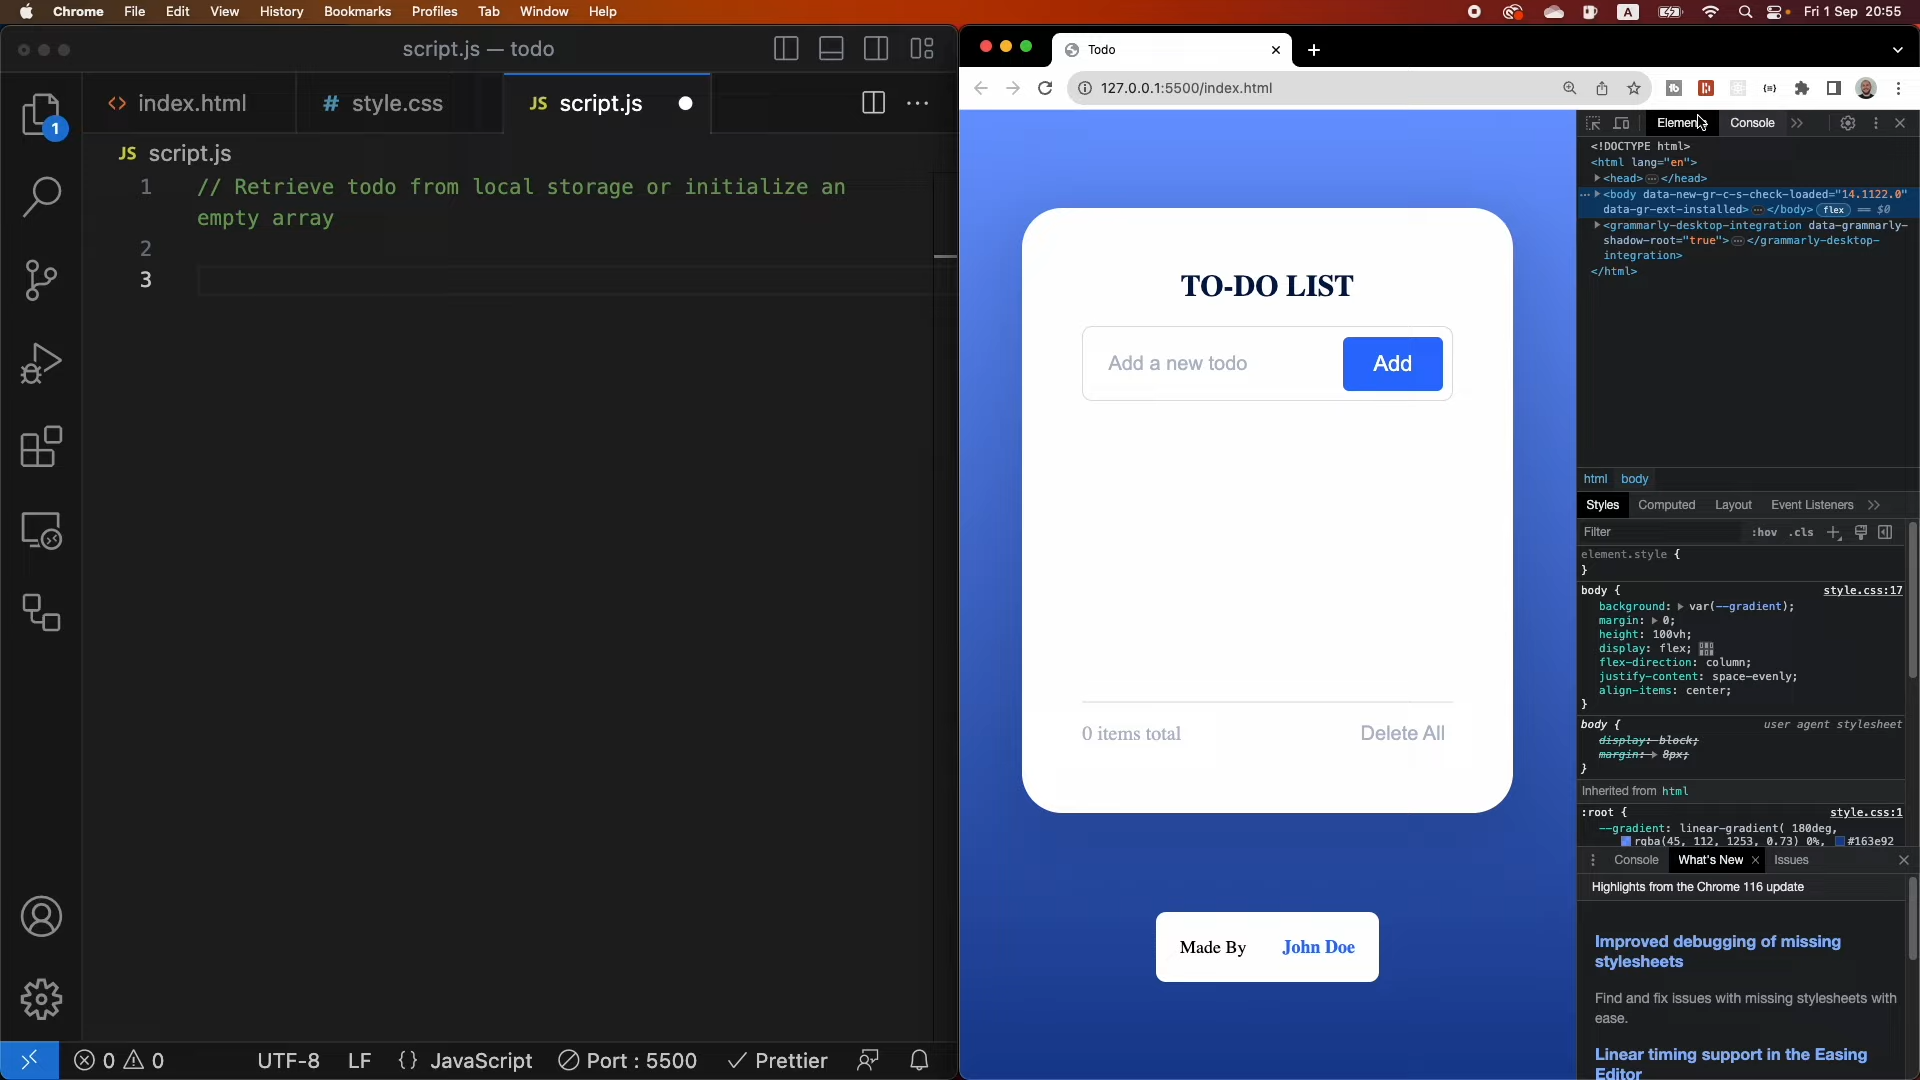 Chrome File Edit View History Bookmarks Profiles Tab Window Help
A
Fri 1 Sep 20:55
script.js — todo
1
<> index.html
# style.css
JS script.js
JS script.js
1 // Retrieve todo from local storage or initialize an
empty array
2
3
UTF-8 LF {} JavaScript Port : 5500 Prettier
0 0
Todo
127.0.0.1:5500/index.html
TO-DO LIST
Add a new todo
Add
0 items total
Delete All
Made By John Doe
Elements Console
<!DOCTYPE html>
<html lang="en">
<head> </head>
<body data-new-gr-c-s-check-loaded="14.1122.0"
data-gr-ext-installed> </body> flex == $0
<grammarly-desktop-integration data-grammarly-
shadow-root="true"> </grammarly-desktop-
integration>
</html>
html body
Styles Computed Layout Event Listeners
Filter :hov .cls
element.style {
}
body { style.css:17
background: var(--gradient);
margin: 0;
height: 100vh;
display: flex;
flex-direction: column;
justify-content: space-evenly;
align-items: center;
}
body { user agent stylesheet
display: block;
margin: 8px;
}
Inherited from html
:root { style.css:1
--gradient: linear-gradient( 180deg,
rgba(45, 112, 1253, 0.73) 0%, #163e92
Console What's New Issues
Highlights from the Chrome 116 update
Improved debugging of missing
stylesheets
Find and fix issues with missing stylesheets with
ease.
Linear timing support in the Easing
Editor